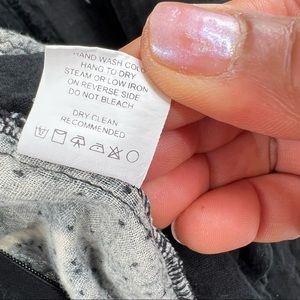 HAND WASH COLD
HANG TO DRY
STEAM OR LOW IRON
ON REVERSE SIDE
DO NOT BLEACH
DRY CLEAN
RECOMMENDED